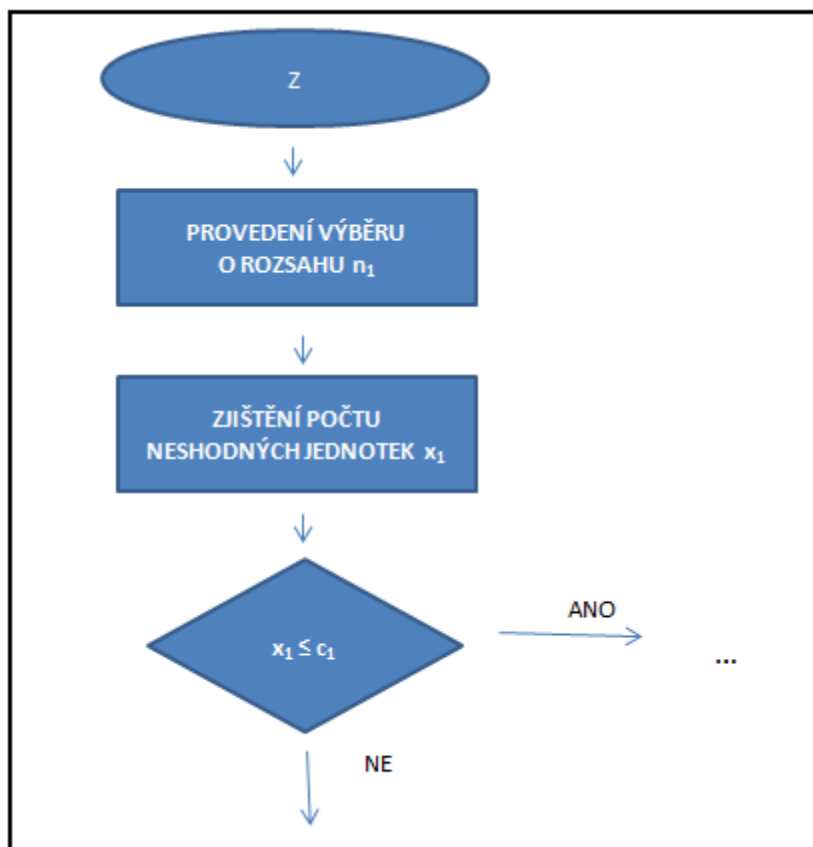 Z
PROVEDENÍ VÝBĚRU
O ROZSAHU n₁
ZJIŠTĚNÍ POČTU
NESHODNÝCH JEDNOTEK x₁
x₁ ≤ c₁
ANO
...
NE